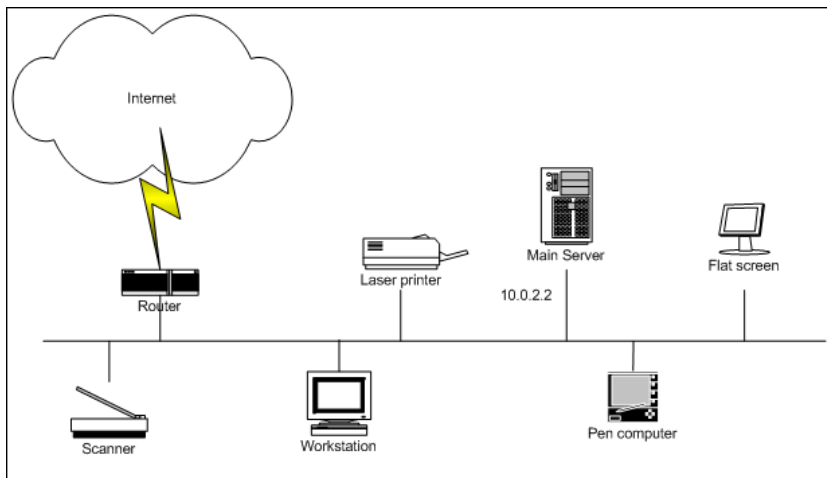 Internet
Main Server
Flat screen
Laser printer
10.0.2.2
Router
Scanner
Workstation
Pen computer